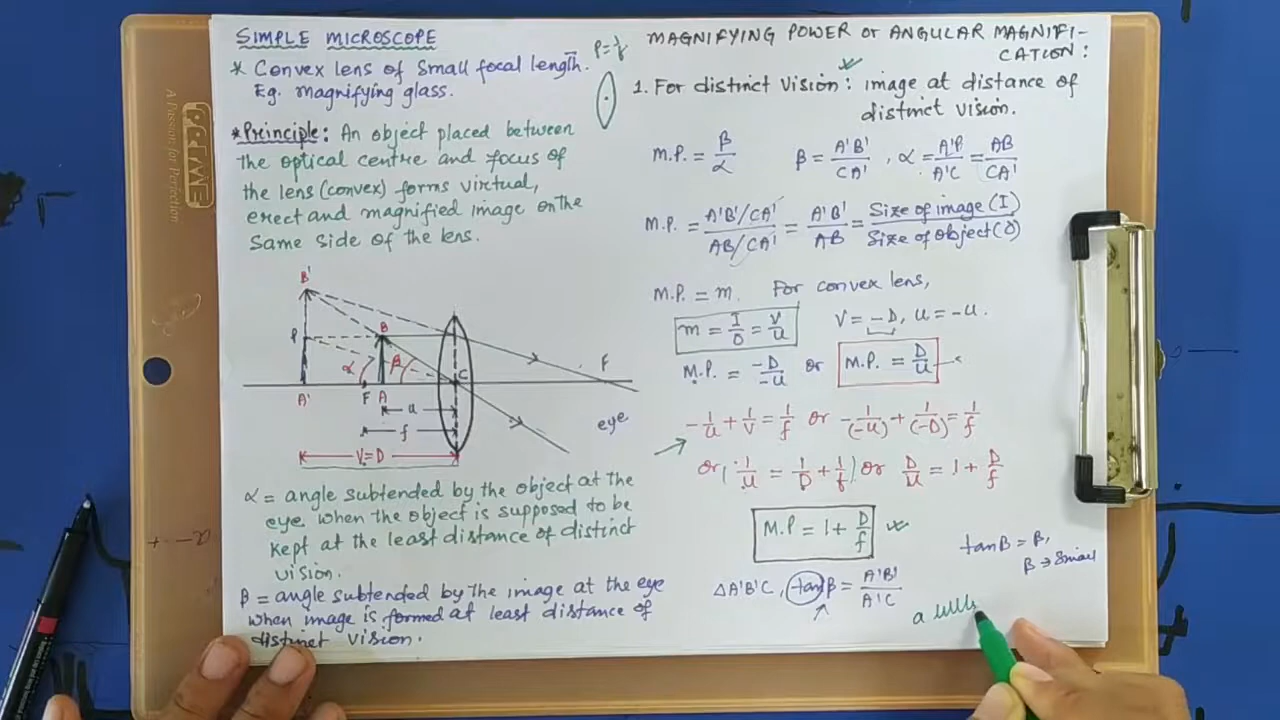 SIMPLE MICROSCOPE
* Convex lens of small focal length.
Eg. magnifying glass.
P=1/f
*Principle: An object placed between
the optical centre and focus of
the lens (convex) forms virtual,
erect and magnified image on the
same side of the lens.
B'
P
B
α
β
C
F
A'
F
A
u
f
V=D
eye
α = angle subtended by the object at the
eye when the object is supposed to be
kept at the least distance of distinct
vision.
β = angle subtended by the image at the eye
when image is formed at least distance of
distinct vision.
MAGNIFYING POWER or ANGULAR MAGNIFI-
CATION:
1. For distinct vision: image at distance of
distinct vision.
M.P. = β/α β = A'B'/CA' , α = A'P/A'C = AB/CA'
M.P. = (A'B'/CA')/(AB/CA') = A'B'/AB = Size of image (I)/Size of object (O)
M.P. = m. For convex lens,
m = I/O = V/u V = -D, u = -u.
M.P. = -D/-u or M.P. = D/u
-1/u + 1/V = 1/f or -1/(-u) + 1/(-D) = 1/f
or (1/u = 1/D + 1/f) or D/u = 1 + D/f
M.P = 1 + D/f
tanβ = β,
β → small
ΔA'B'C, tanβ = A'B'/A'C
a
A Passion for Perfection